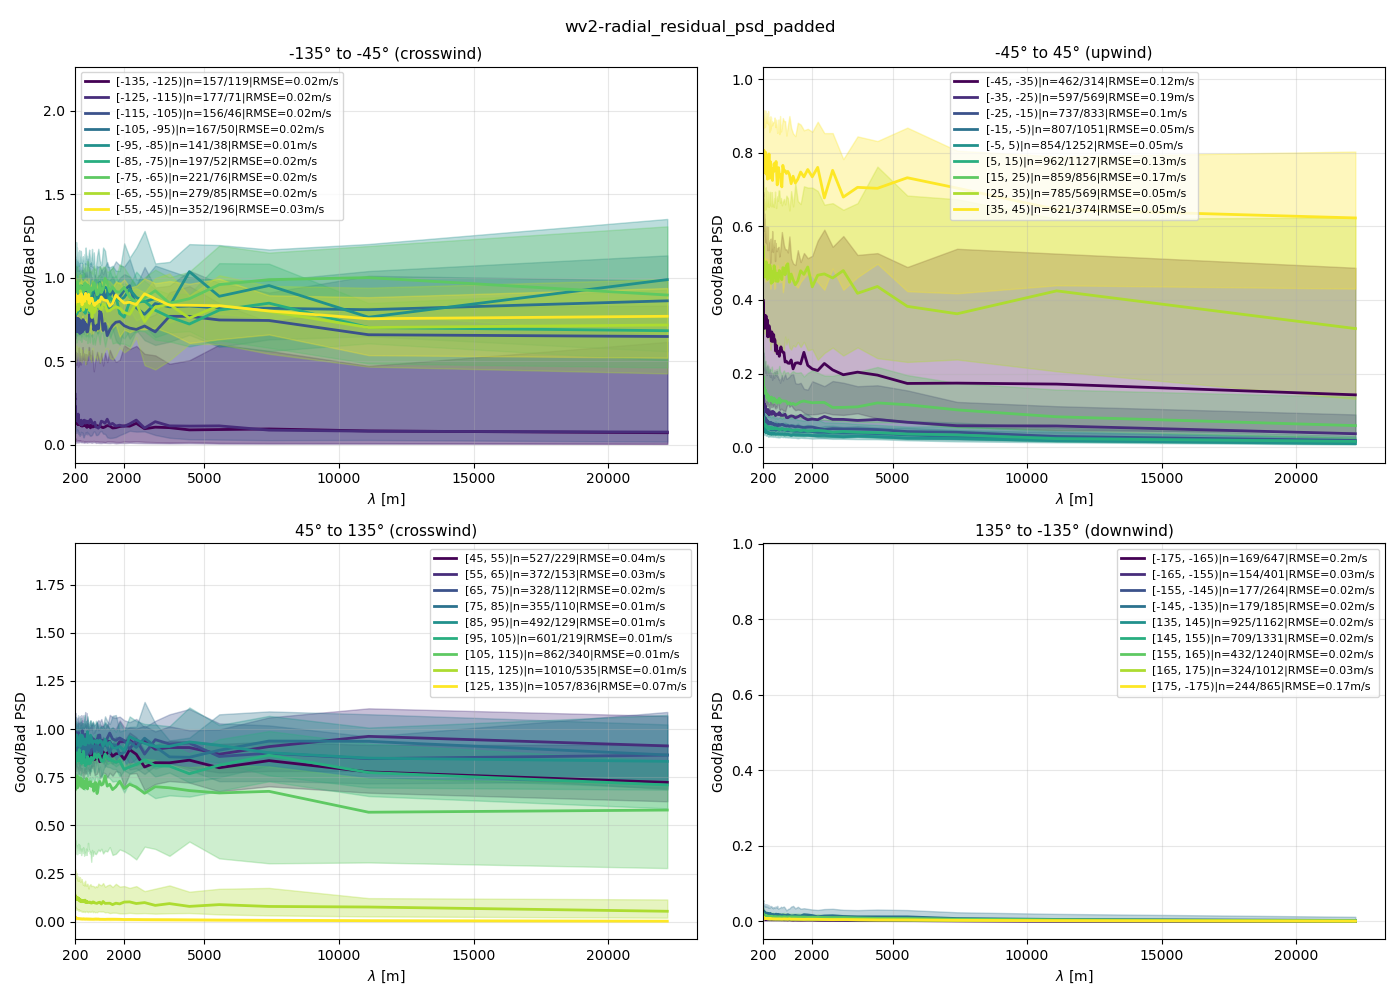 wv2-radial_residual_psd_padded
-135° to -45° (crosswind)
Good/Bad PSD
2.0
1.5
1.0
0.5
0.0
[-135, -125)|n=157/119|RMSE=0.02m/s
[-125, -115)|n=177/71|RMSE=0.02m/s
[-115, -105)|n=156/46|RMSE=0.02m/s
[-105, -95)|n=167/50|RMSE=0.02m/s
[-95, -85)|n=141/38|RMSE=0.01m/s
[-85, -75)|n=197/52|RMSE=0.02m/s
[-75, -65)|n=221/76|RMSE=0.02m/s
[-65, -55)|n=279/85|RMSE=0.02m/s
[-55, -45)|n=352/196|RMSE=0.03m/s
200 2000 5000 10000 15000 20000
λ [m]
-45° to 45° (upwind)
Good/Bad PSD
1.0
0.8
0.6
0.4
0.2
0.0
[-45, -35)|n=462/314|RMSE=0.12m/s
[-35, -25)|n=597/569|RMSE=0.19m/s
[-25, -15)|n=737/833|RMSE=0.1m/s
[-15, -5)|n=807/1051|RMSE=0.05m/s
[-5, 5)|n=854/1252|RMSE=0.05m/s
[5, 15)|n=962/1127|RMSE=0.13m/s
[15, 25)|n=859/856|RMSE=0.17m/s
[25, 35)|n=785/569|RMSE=0.05m/s
[35, 45)|n=621/374|RMSE=0.05m/s
200 2000 5000 10000 15000 20000
λ [m]
45° to 135° (crosswind)
Good/Bad PSD
1.75
1.50
1.25
1.00
0.75
0.50
0.25
0.00
[45, 55)|n=527/229|RMSE=0.04m/s
[55, 65)|n=372/153|RMSE=0.03m/s
[65, 75)|n=328/112|RMSE=0.02m/s
[75, 85)|n=355/110|RMSE=0.01m/s
[85, 95)|n=492/129|RMSE=0.01m/s
[95, 105)|n=601/219|RMSE=0.01m/s
[105, 115)|n=862/340|RMSE=0.01m/s
[115, 125)|n=1010/535|RMSE=0.01m/s
[125, 135)|n=1057/836|RMSE=0.07m/s
200 2000 5000 10000 15000 20000
λ [m]
135° to -135° (downwind)
Good/Bad PSD
1.0
0.8
0.6
0.4
0.2
0.0
[-175, -165)|n=169/647|RMSE=0.2m/s
[-165, -155)|n=154/401|RMSE=0.03m/s
[-155, -145)|n=177/264|RMSE=0.02m/s
[-145, -135)|n=179/185|RMSE=0.02m/s
[135, 145)|n=925/1162|RMSE=0.02m/s
[145, 155)|n=709/1331|RMSE=0.02m/s
[155, 165)|n=432/1240|RMSE=0.02m/s
[165, 175)|n=324/1012|RMSE=0.03m/s
[175, -175)|n=244/865|RMSE=0.17m/s
200 2000 5000 10000 15000 20000
λ [m]